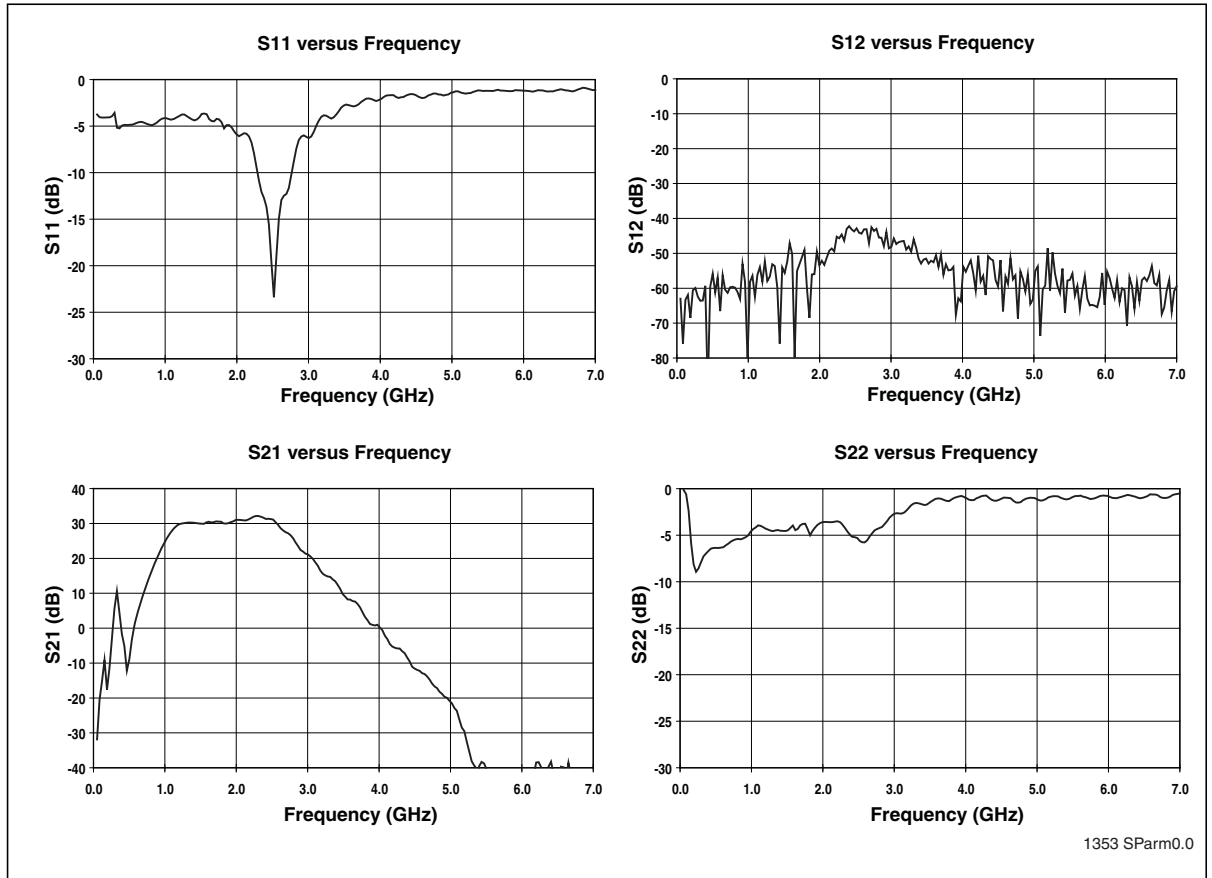 S11 versus Frequency
0
-5
-10
-15
-20
-25
-30
S11 (dB)
0.0 1.0 2.0 3.0 4.0 5.0 6.0 7.0
Frequency (GHz)
S12 versus Frequency
0
-10
-20
-30
-40
-50
-60
-70
-80
S12 (dB)
0.0 1.0 2.0 3.0 4.0 5.0 6.0 7.0
Frequency (GHz)
S21 versus Frequency
40
30
20
10
0
-10
-20
-30
-40
S21 (dB)
0.0 1.0 2.0 3.0 4.0 5.0 6.0 7.0
Frequency (GHz)
S22 versus Frequency
0
-5
-10
-15
-20
-25
-30
S22 (dB)
0.0 1.0 2.0 3.0 4.0 5.0 6.0 7.0
Frequency (GHz)
1353 SParm0.0